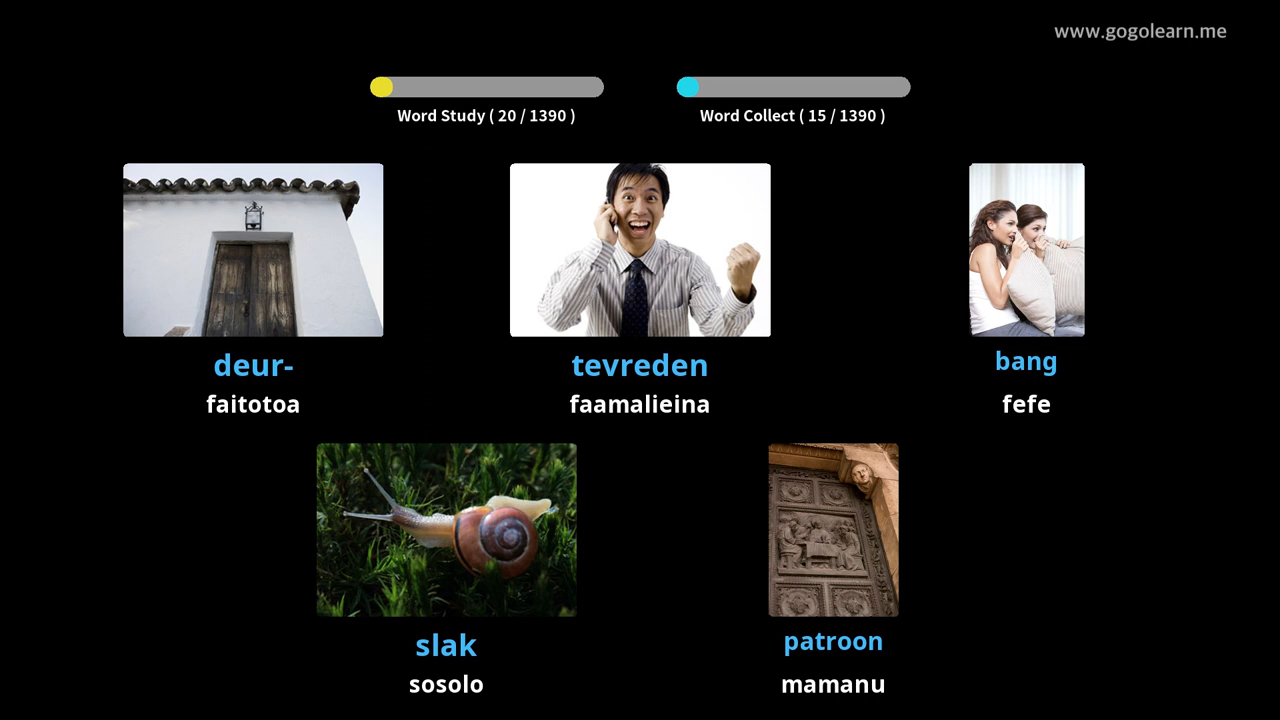 www.gogolearn.me
Word Study ( 20 / 1390 )
Word Collect ( 15 / 1390 )
deur-
faitotoa
tevreden
faamalieina
bang
fefe
slak
sosolo
patroon
mamanu